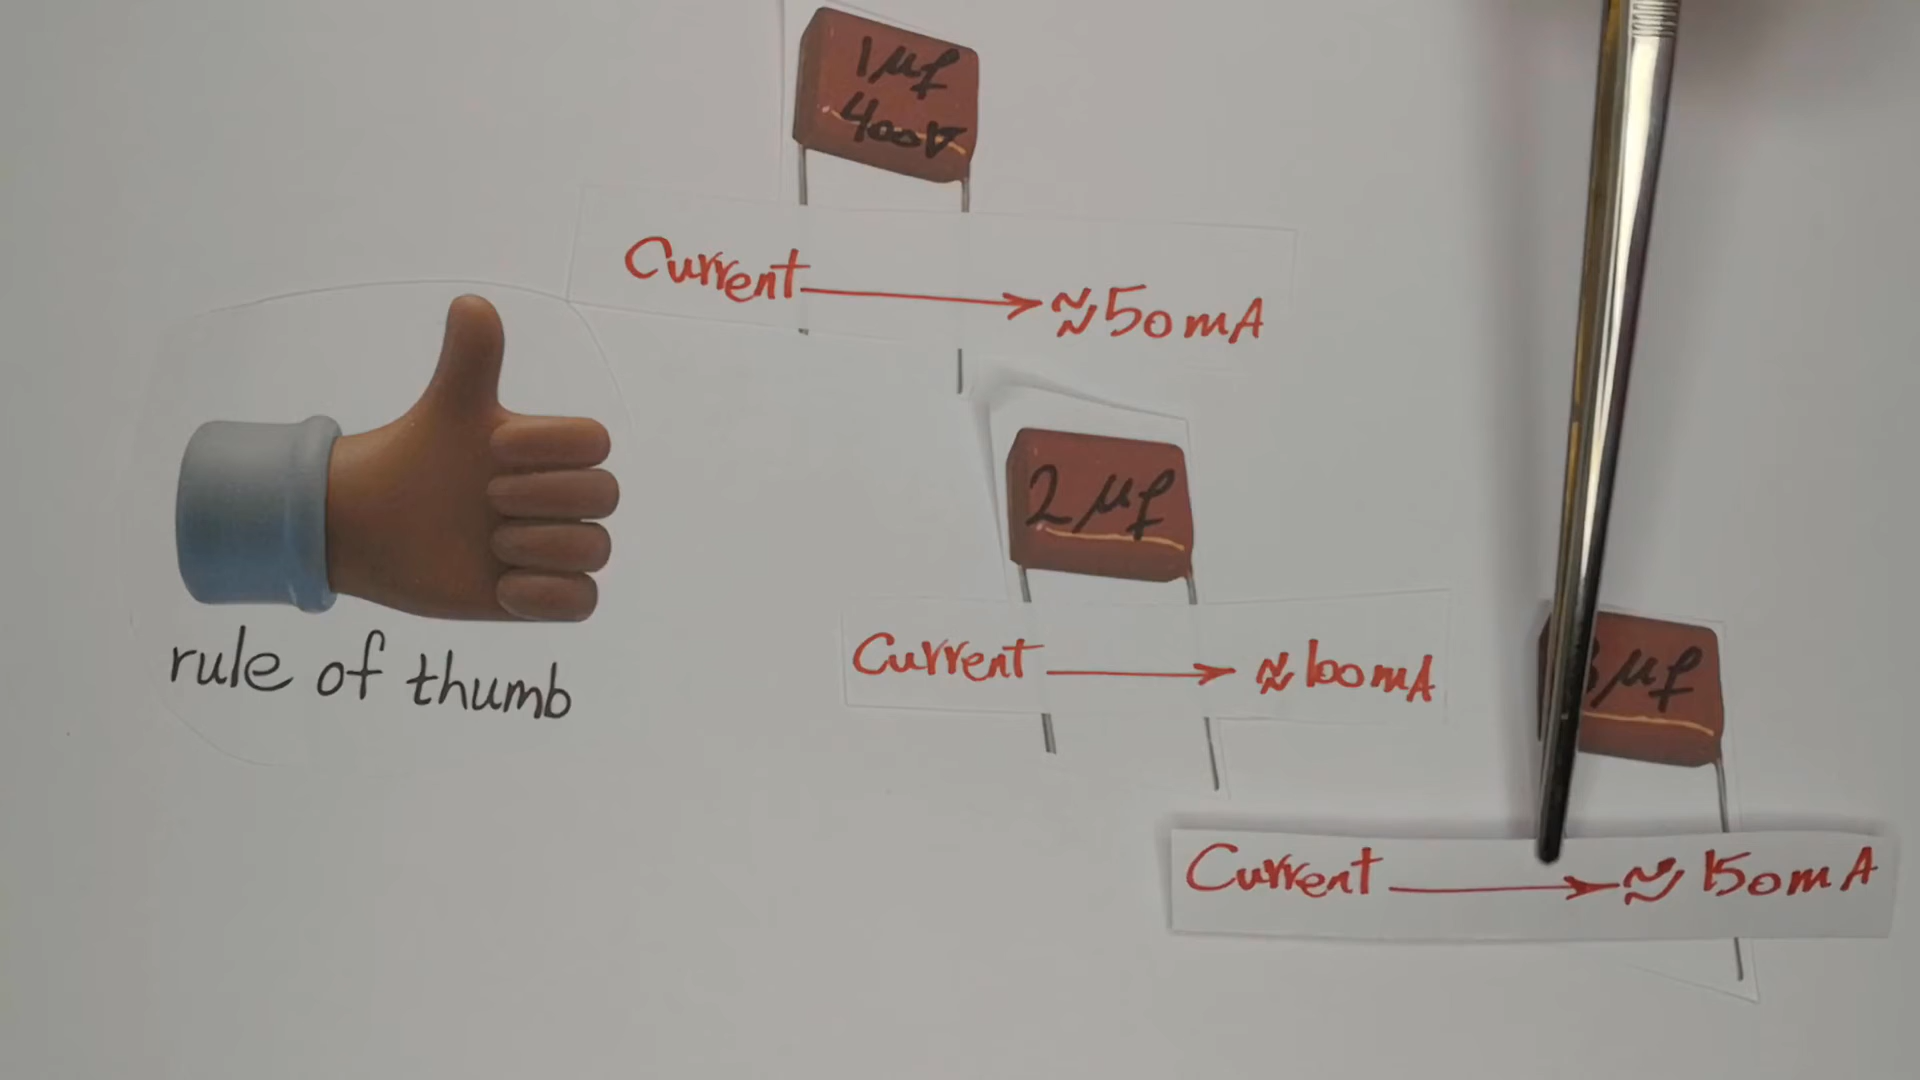 1μf
400V
Current → ≈50mA
rule of thumb
2μf
Current → ≈100mA
μf
Current → ≈150mA